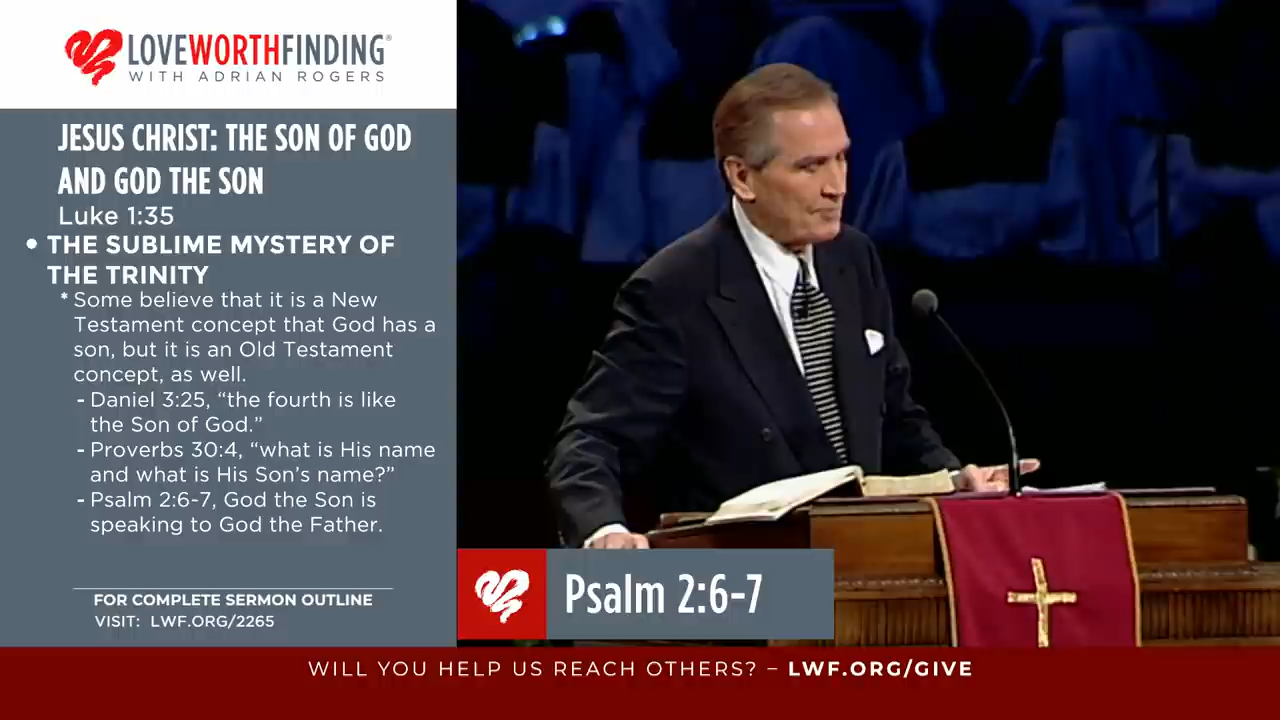 LOVEWORTHFINDING®
WITH ADRIAN ROGERS
JESUS CHRIST: THE SON OF GOD
AND GOD THE SON
Luke 1:35
• THE SUBLIME MYSTERY OF
THE TRINITY
* Some believe that it is a New
Testament concept that God has a
son, but it is an Old Testament
concept, as well.
- Daniel 3:25, “the fourth is like
the Son of God.”
- Proverbs 30:4, “what is His name
and what is His Son’s name?”
- Psalm 2:6-7, God the Son is
speaking to God the Father.
FOR COMPLETE SERMON OUTLINE
VISIT: LWF.ORG/2265
Psalm 2:6-7
WILL YOU HELP US REACH OTHERS? – LWF.ORG/GIVE